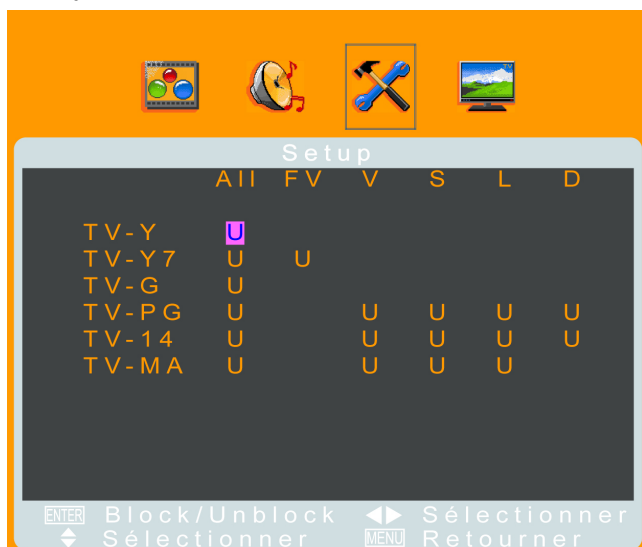 Setup
All FV V S L D
TV-Y U
TV-Y7 U U
TV-G U
TV-PG U U U U U
TV-14 U U U U U
TV-MA U U U U
ENTER Block/Unblock Sélectionner
Sélectionner MENU Retourner